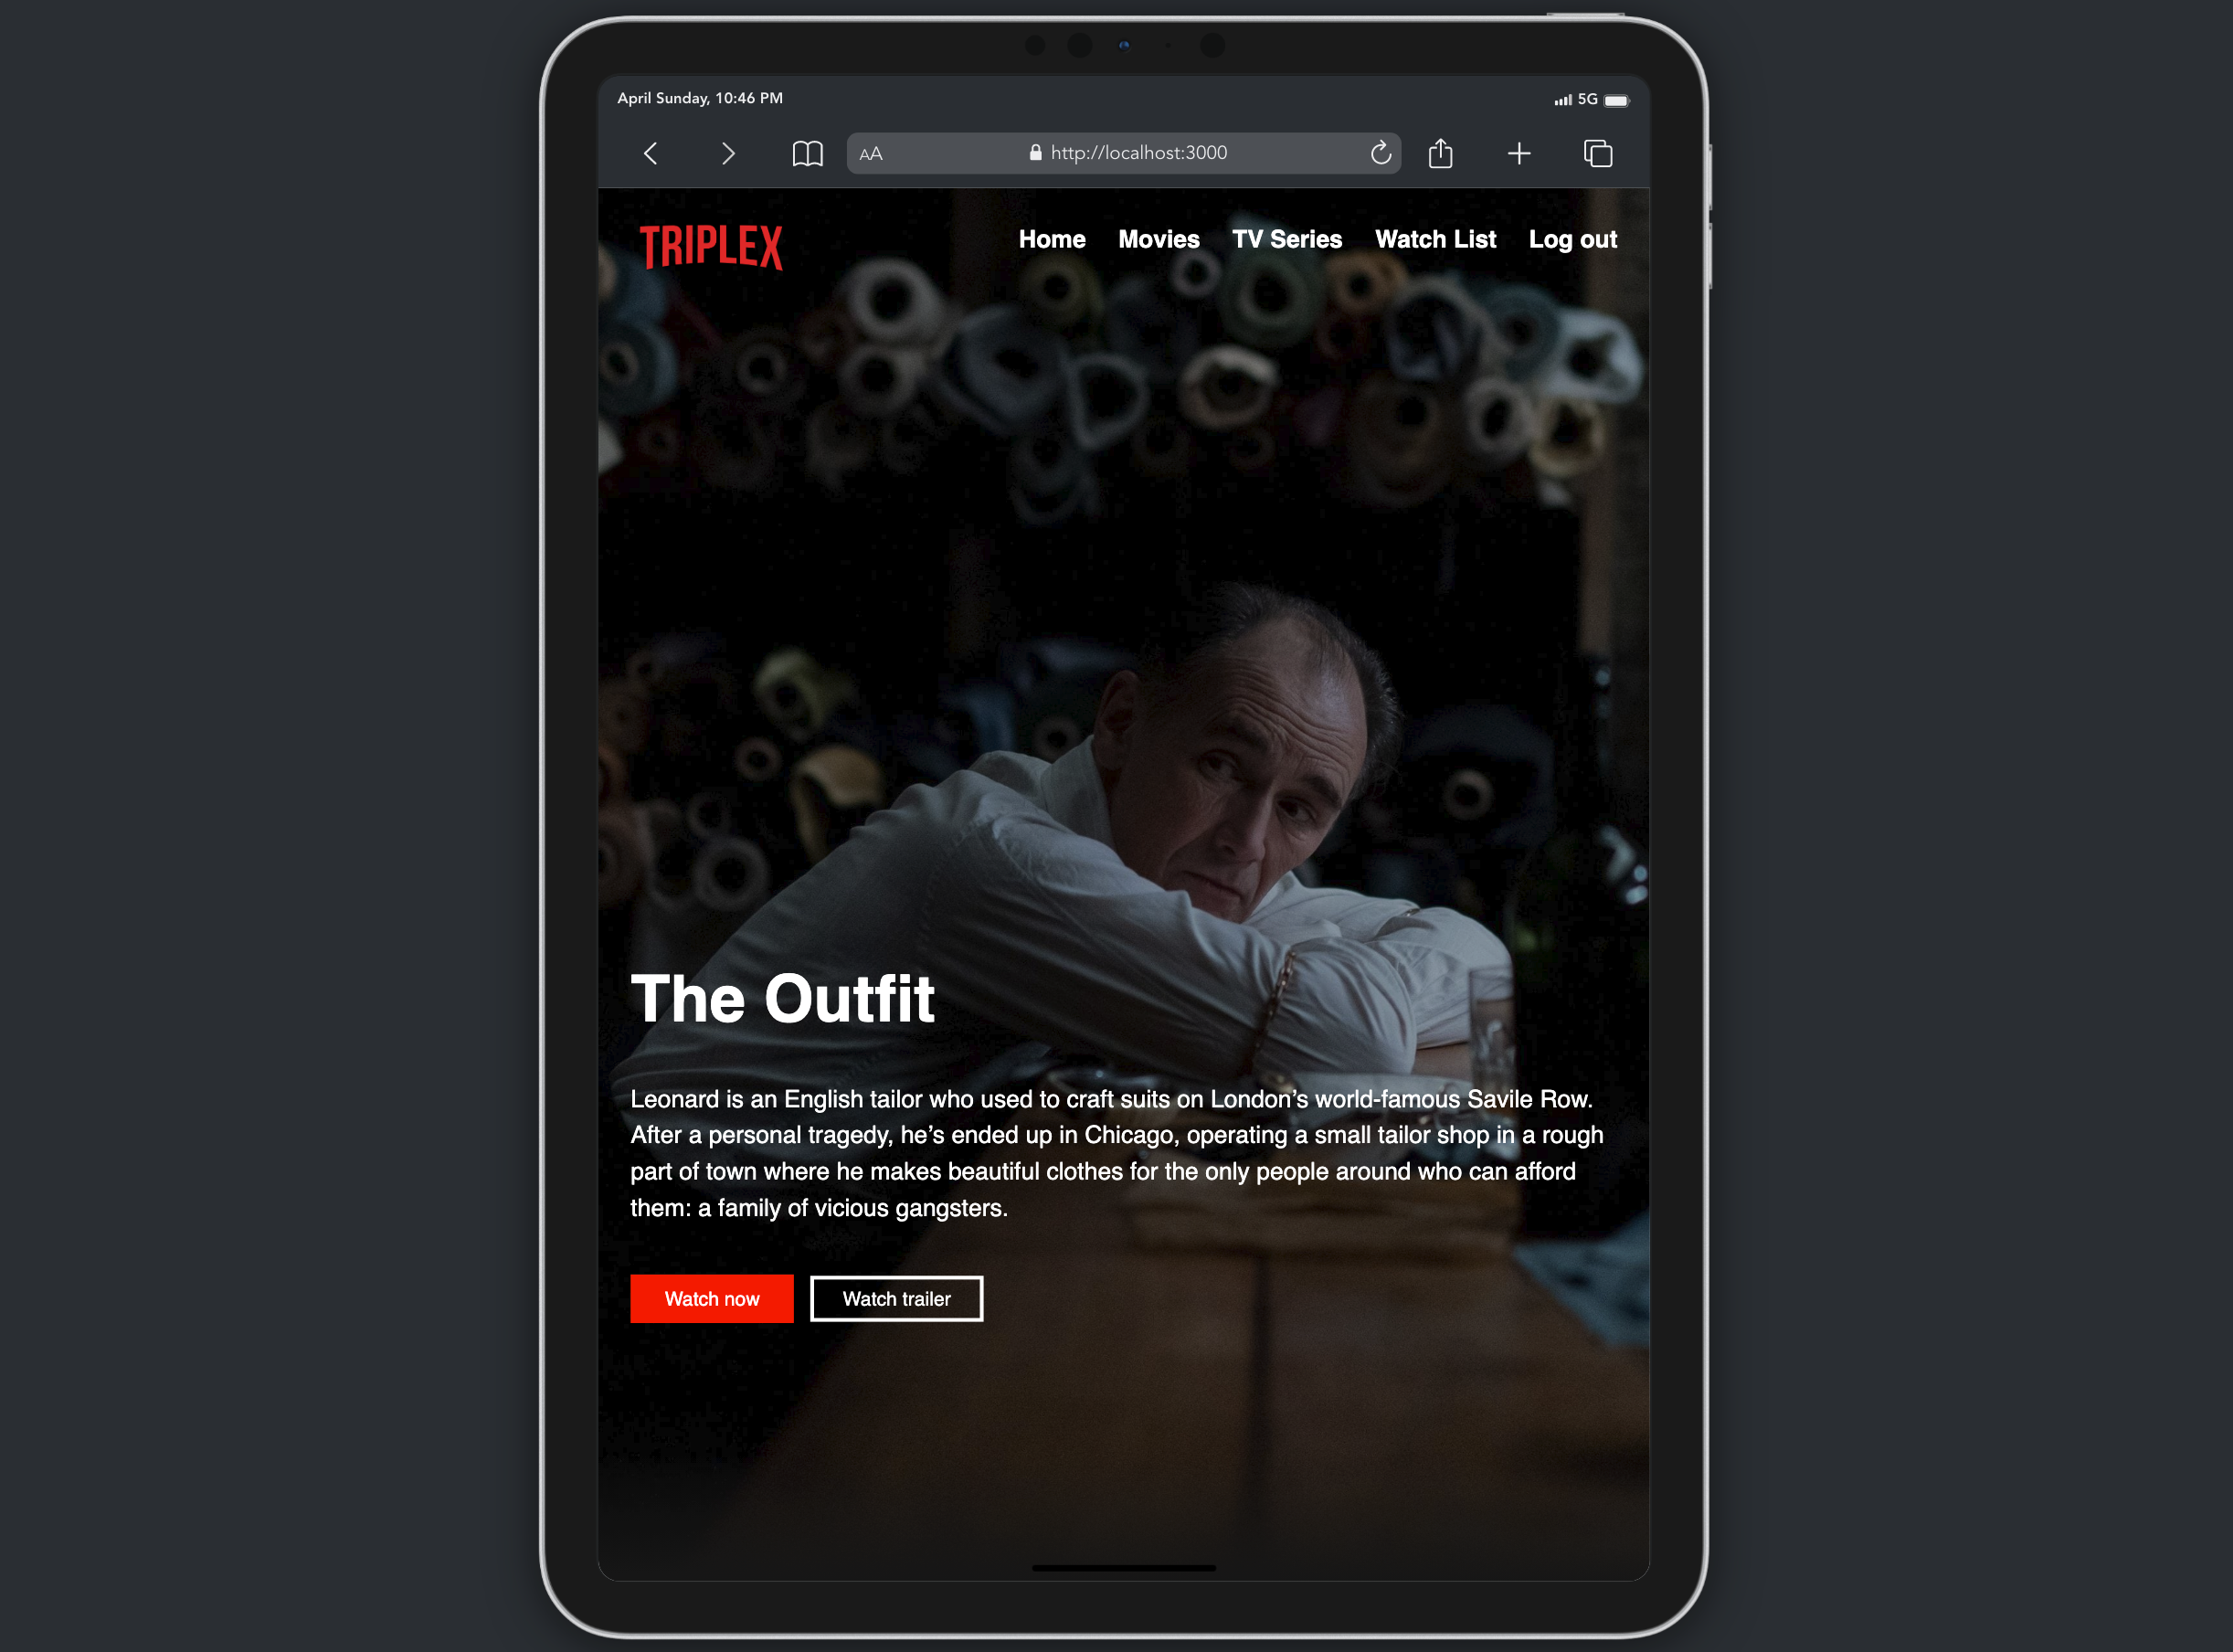 April Sunday, 10:46 PM
5G
AA
http://localhost:3000
TRIPLEX
Home Movies TV Series Watch List Log out
The Outfit
Leonard is an English tailor who used to craft suits on London’s world-famous Savile Row.
After a personal tragedy, he’s ended up in Chicago, operating a small tailor shop in a rough
part of town where he makes beautiful clothes for the only people around who can afford
them: a family of vicious gangsters.
Watch now Watch trailer